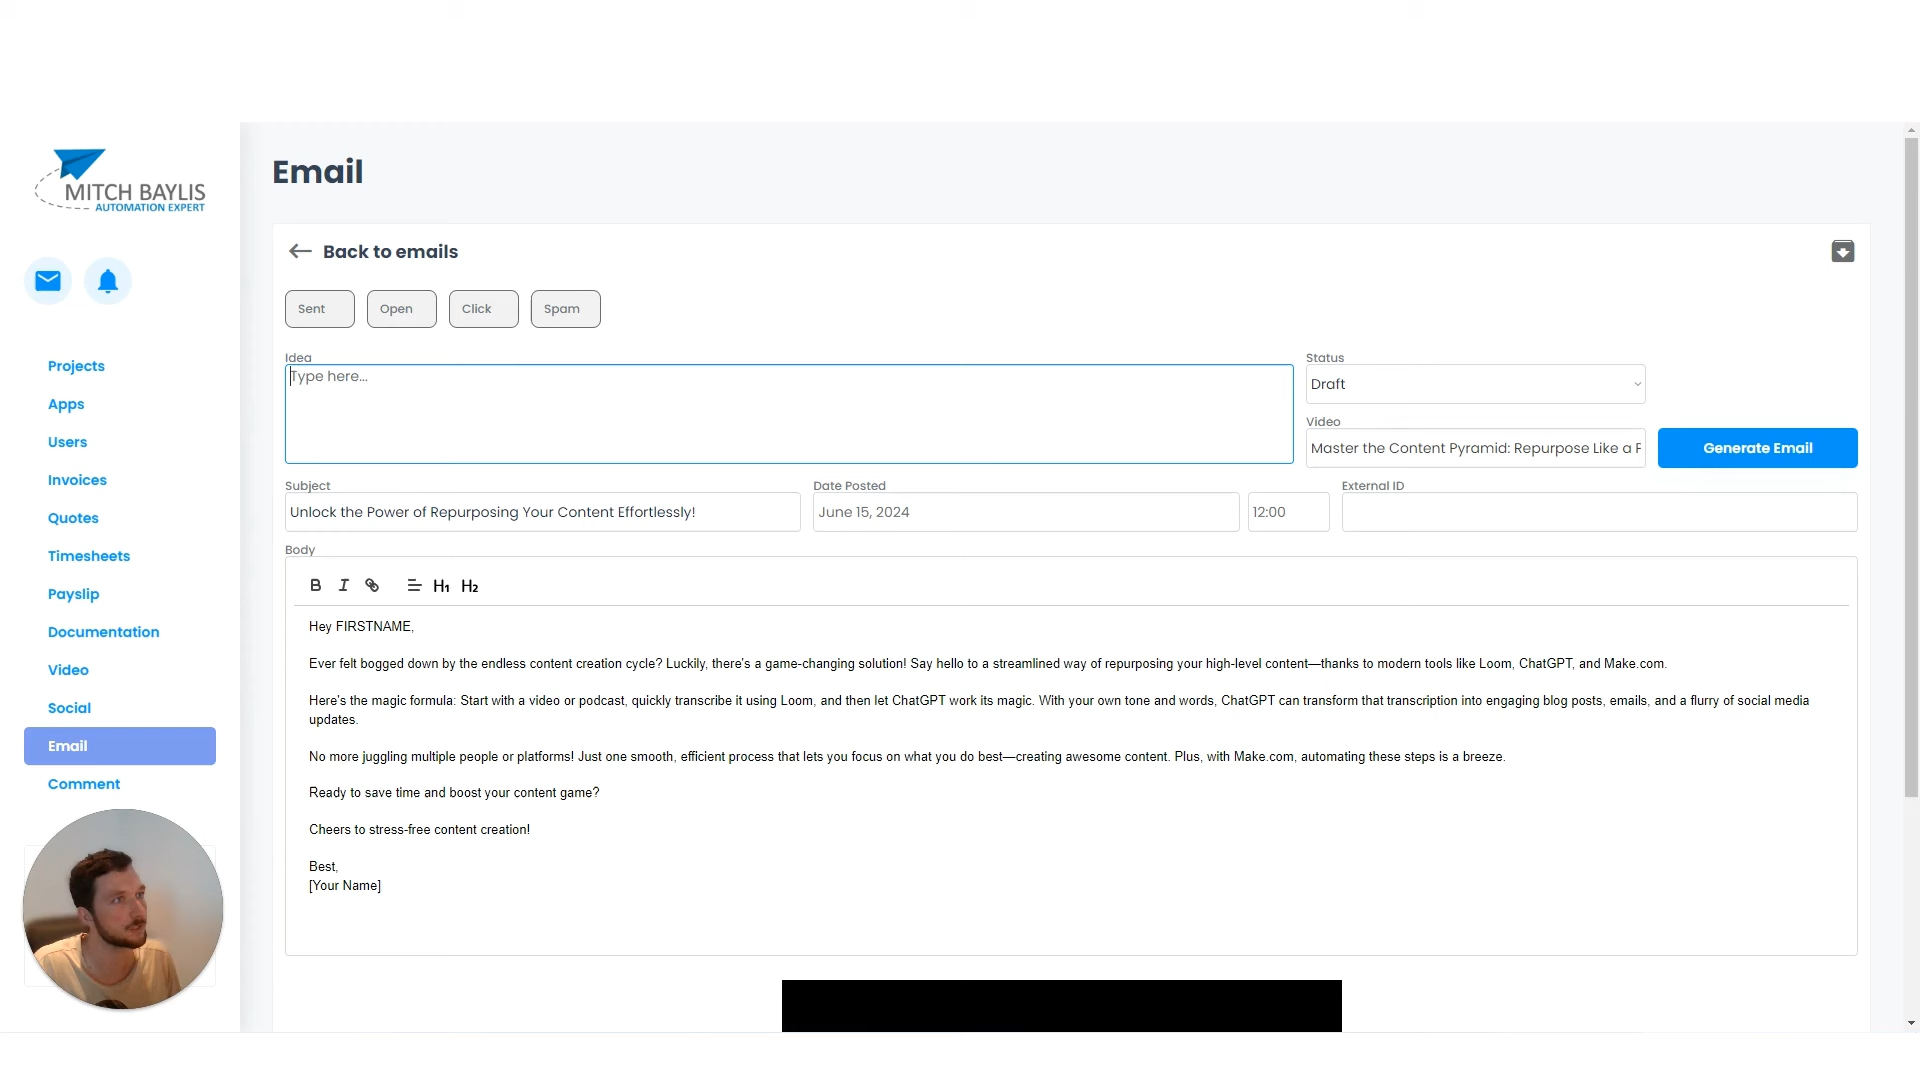 MITCH BAYLIS
AUTOMATION EXPERT
Projects
Apps
Users
Invoices
Quotes
Timesheets
Payslip
Documentation
Video
Social
Email
Comment
Email
Back to emails
Sent
Open
Click
Spam
Idea
Type here...
Status
Draft
Video
Master the Content Pyramid: Repurpose Like a P
Generate Email
Subject
Unlock the Power of Repurposing Your Content Effortlessly!
Date Posted
June 15, 2024
12:00
External ID
Body
B I H1 H2
Hey FIRSTNAME,
Ever felt bogged down by the endless content creation cycle? Luckily, there's a game-changing solution! Say hello to a streamlined way of repurposing your high-level content—thanks to modern tools like Loom, ChatGPT, and Make.com.
Here's the magic formula: Start with a video or podcast, quickly transcribe it using Loom, and then let ChatGPT work its magic. With your own tone and words, ChatGPT can transform that transcription into engaging blog posts, emails, and a flurry of social media
updates.
No more juggling multiple people or platforms! Just one smooth, efficient process that lets you focus on what you do best—creating awesome content. Plus, with Make.com, automating these steps is a breeze.
Ready to save time and boost your content game?
Cheers to stress-free content creation!
Best,
[Your Name]